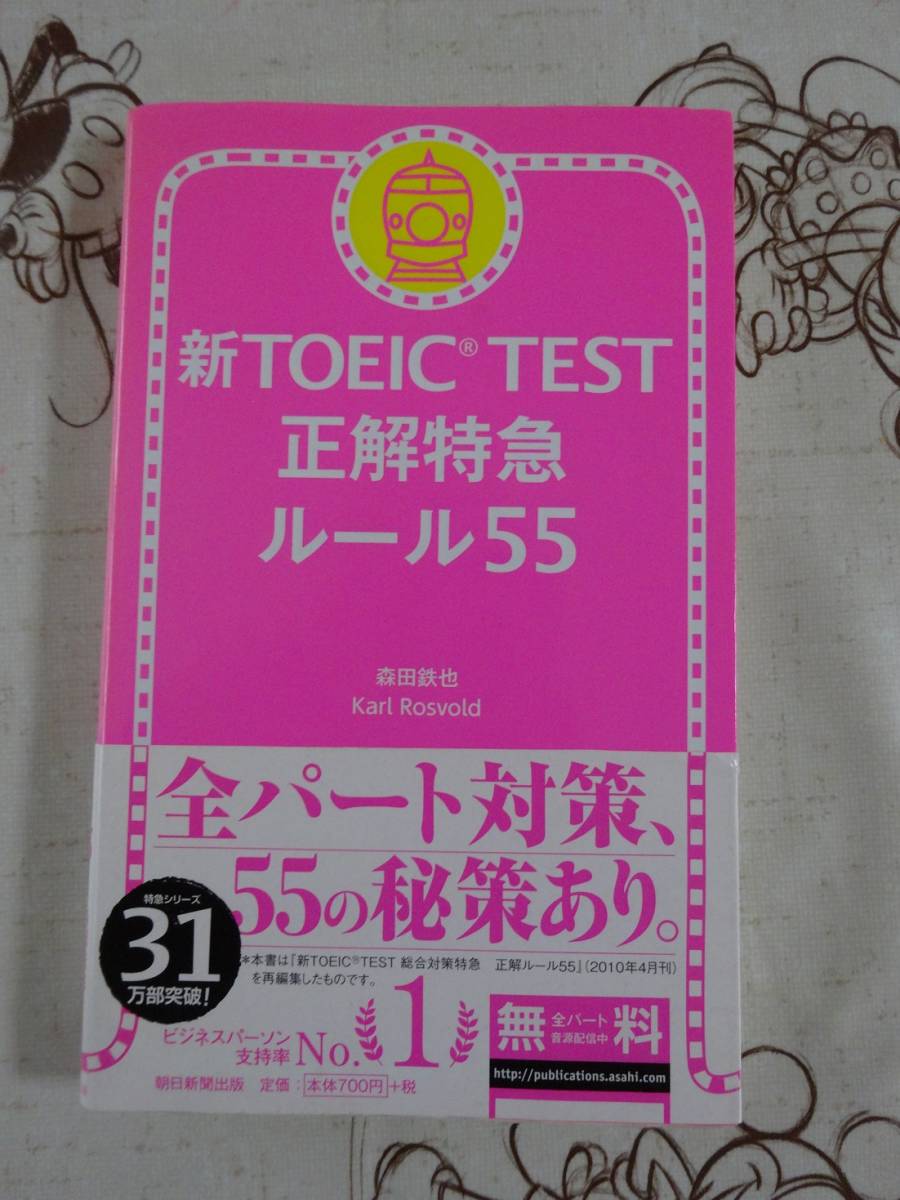 新TOEIC® TEST
正解特急
ルール55
森田鉄也
Karl Rosvold
全パート対策、
55の秘策あり。
特急シリーズ
31
万部突破!
*本書は『新TOEIC®TEST 総合対策特急 正解ルール55』(2010年4月刊)
を再編集したものです。
ビジネスパーソン
支持率
No.1
無料
全パート
音源配信中
http://publications.asahi.com
朝日新聞出版 定価:本体700円+税